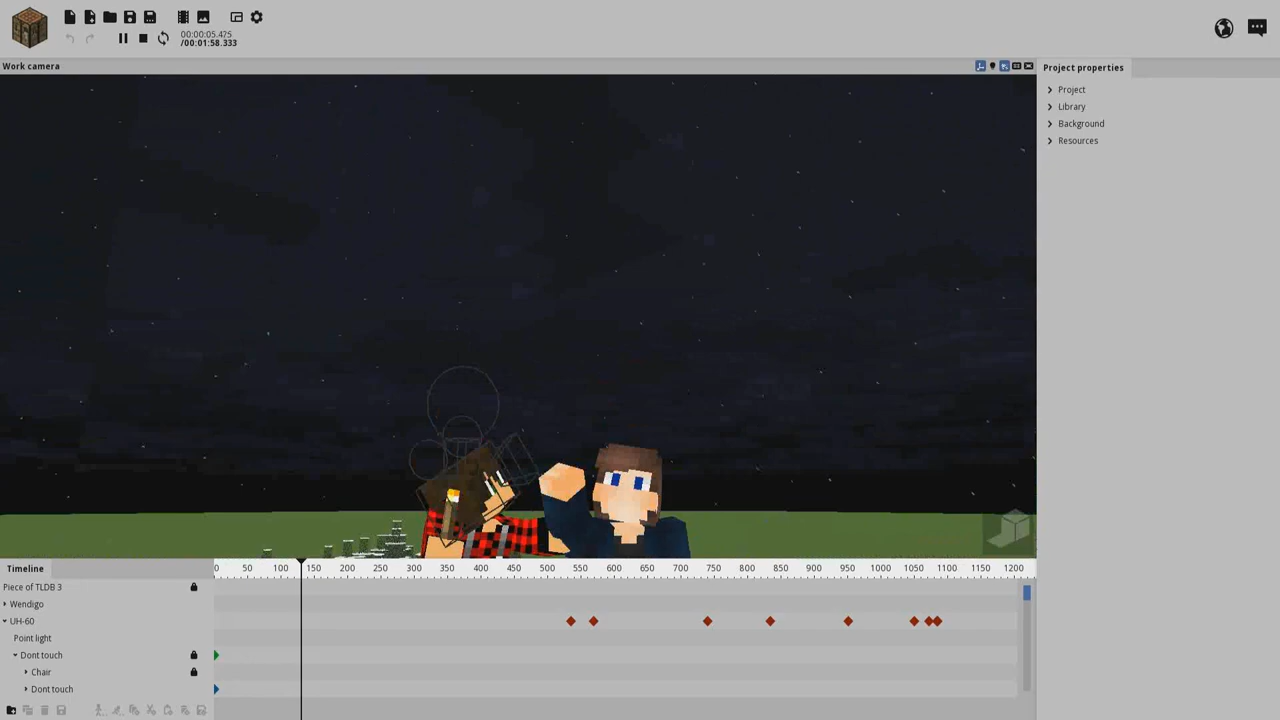 00:00:05.475
/00:01:58.333
Work camera
Project properties
Project
Library
Background
Resources
Timeline
0 50 100 150 200 250 300 350 400 450 500 550 600 650 700 750 800 850 900 950 1000 1050 1100 1150 1200
Piece of TLDB 3
Wendigo
UH-60
Point light
Dont touch
Chair
Dont touch